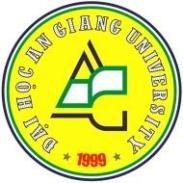 ĐẠI HỌC AN GIANG UNIVERSITY
1999